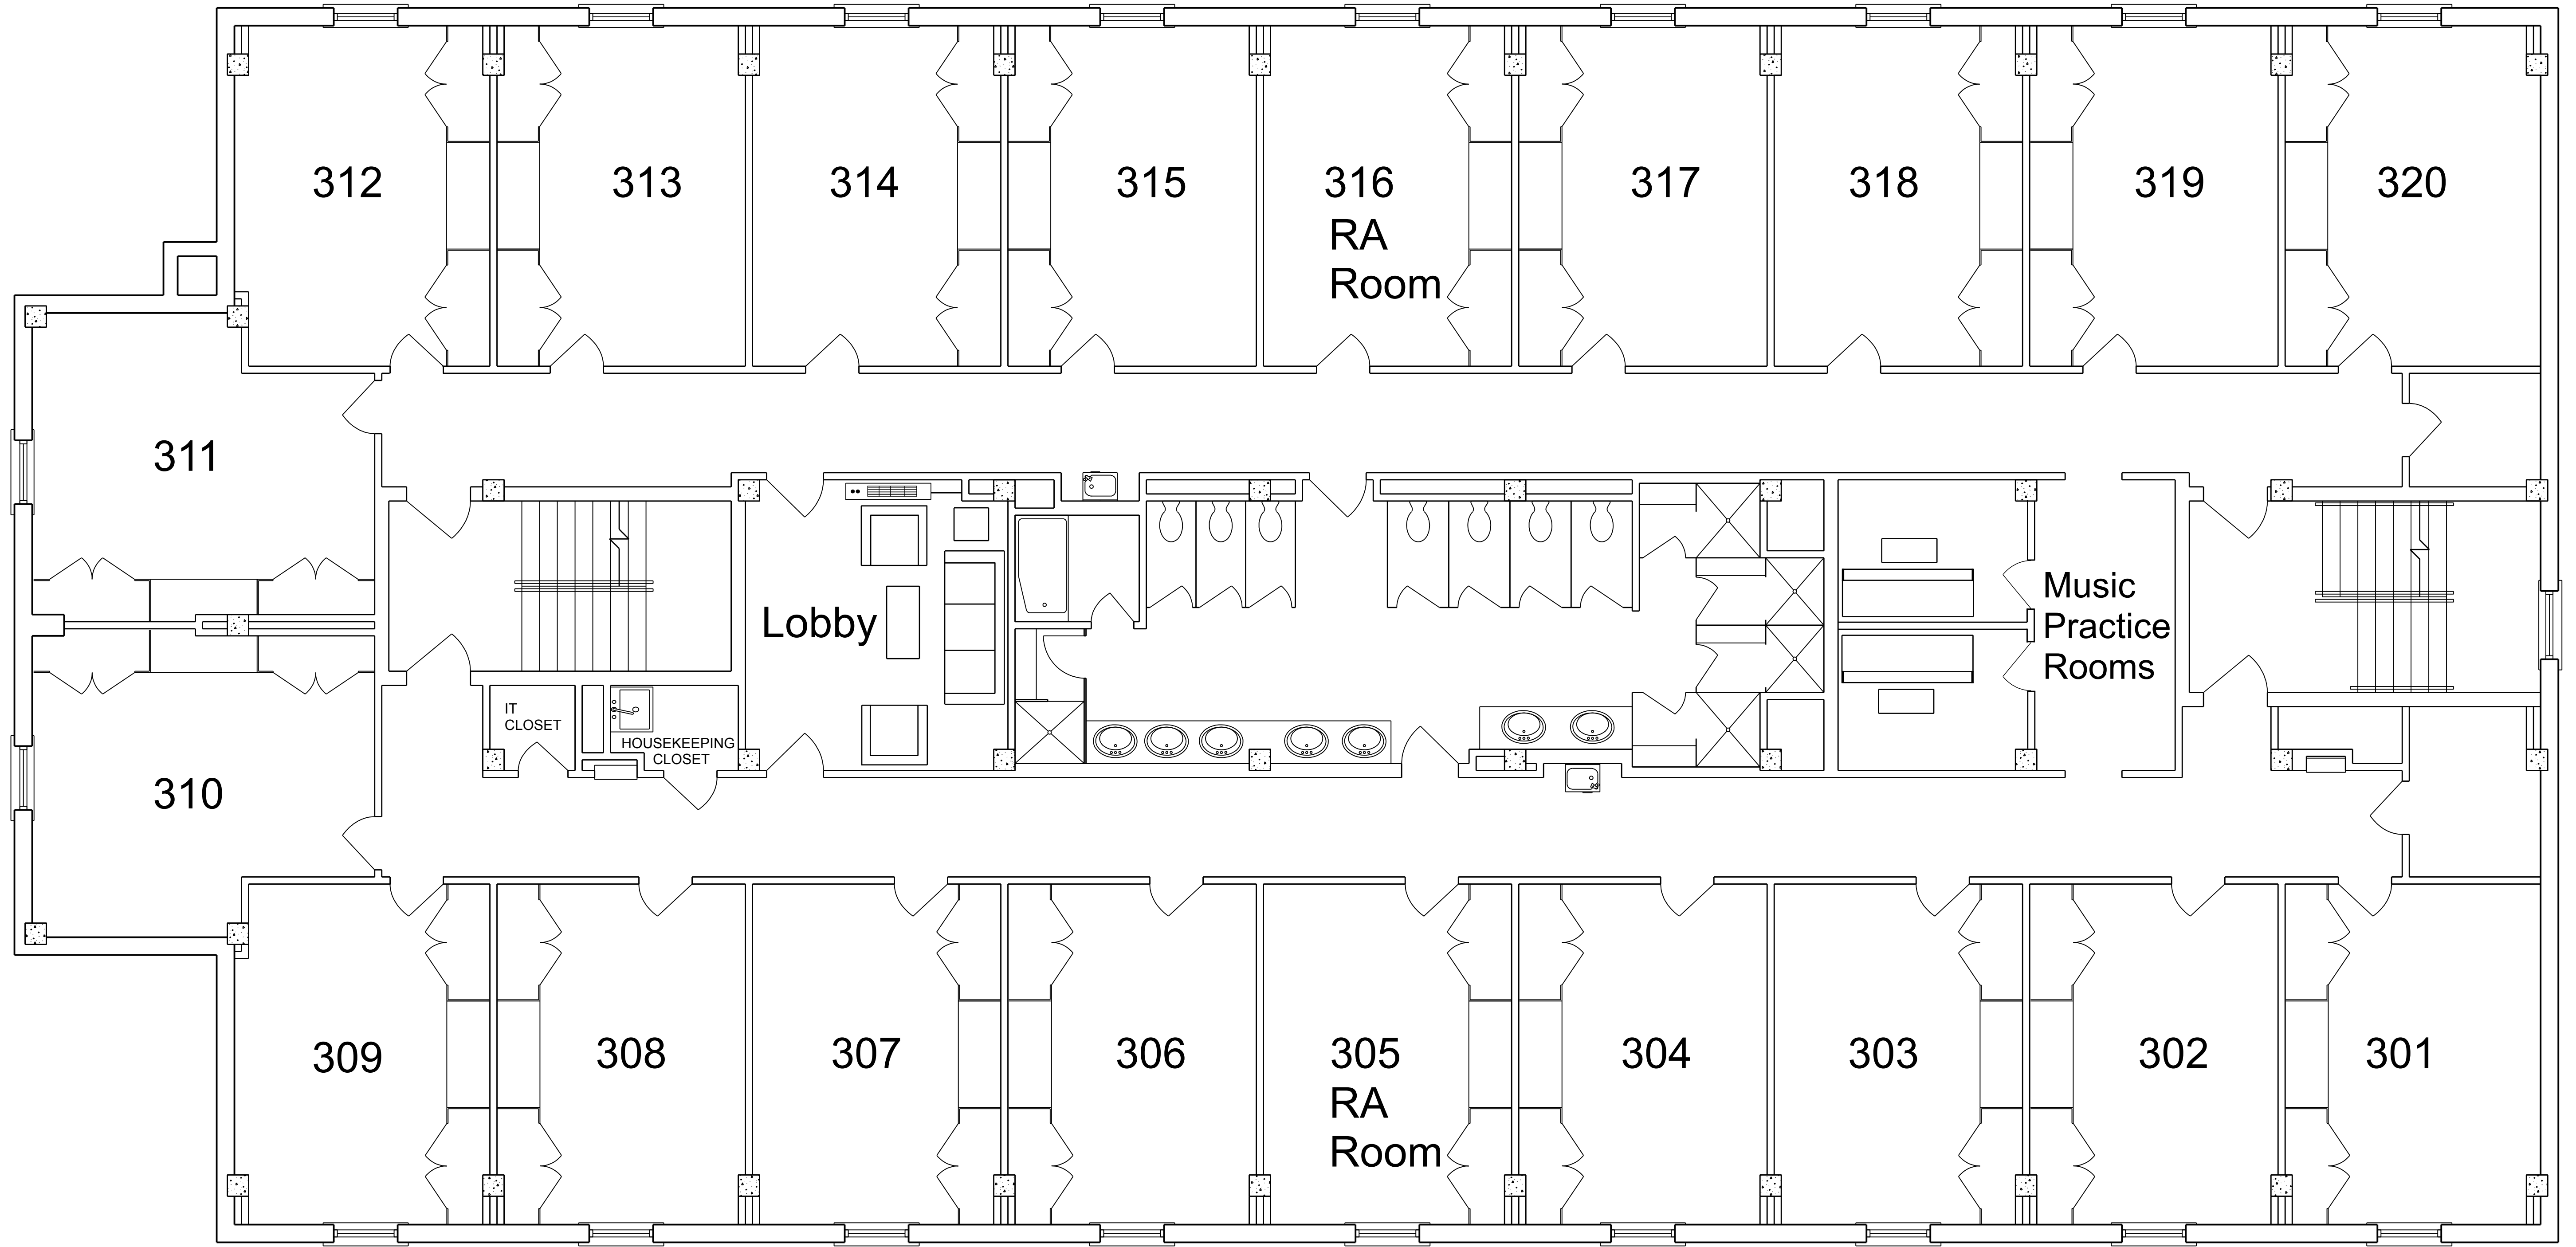 312
313
314
315
316
RA
Room
317
318
319
320
311
Lobby
Music
Practice
Rooms
IT
CLOSET
HOUSEKEEPING
CLOSET
310
309
308
307
306
305
RA
Room
304
303
302
301